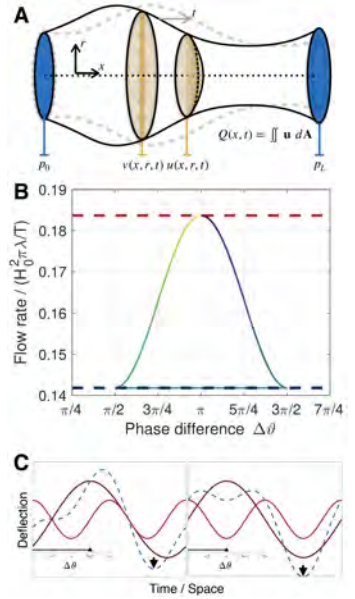 A
t
r
x
Q(x, t) = ∬ u dA
p₀
v(x, r, t) u(x, r, t)
p_L
B
Flow rate / (H₀²πλ/T)
0.19
0.18
0.17
0.16
0.15
0.14
π/4 π/2 3π/4 π 5π/4 3π/2 7π/4
Phase difference Δϑ
C
Deflection
Δϑ Δϑ
Time / Space